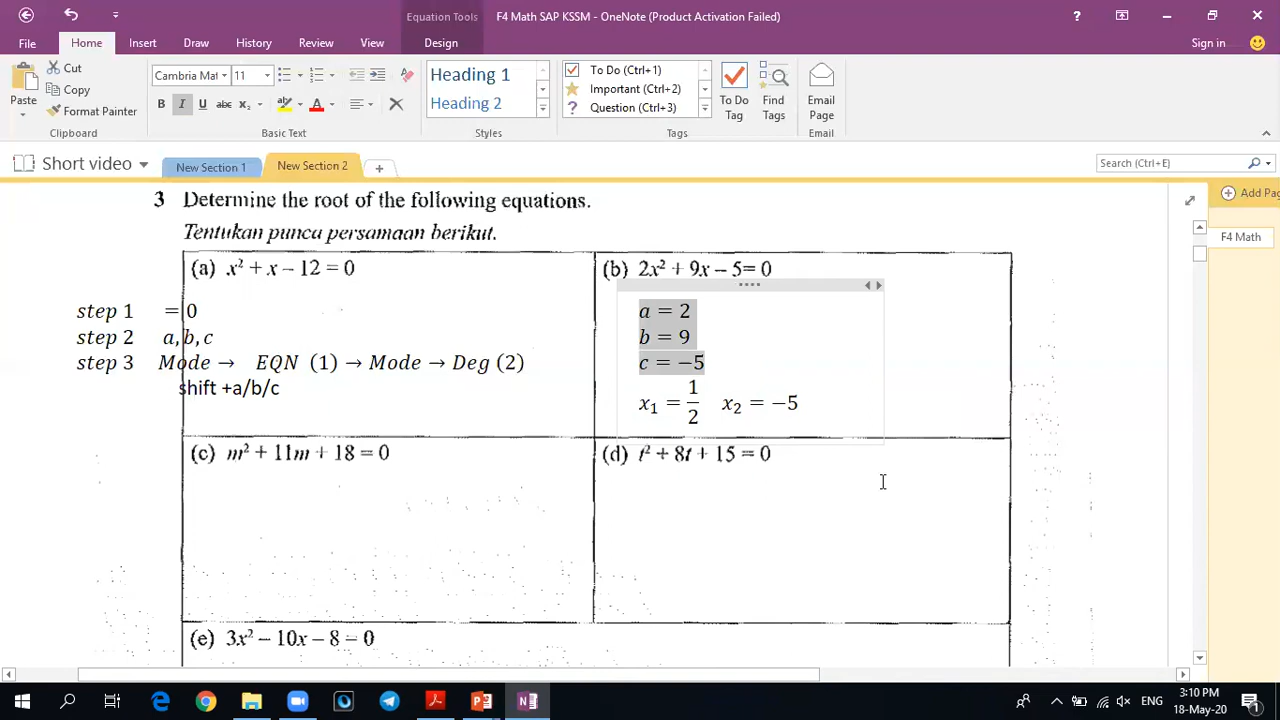 Equation Tools
F4 Math SAP KSSM - OneNote (Product Activation Failed)
?
File Home Insert Draw History Review View Design Sign in
Paste
Cut
Copy
Format Painter
Clipboard
Cambria Mat 11
B I U abc x₂ A
Basic Text
Heading 1
Heading 2
Styles
To Do (Ctrl+1)
Important (Ctrl+2)
? Question (Ctrl+3)
To Do Tag
Find Tags
Tags
Email Page
Email
Short video New Section 1 New Section 2 + Search (Ctrl+E)
Add Pag
F4 Math
3 Determine the root of the following equations.
Tentukan punca persamaan berikut.
(a) x² + x – 12 = 0
step 1 = 0
step 2 a, b, c
step 3 Mode → EQN (1) → Mode → Deg (2)
shift +a/b/c
(b) 2x² + 9x – 5= 0
a = 2
b = 9
c = −5
x₁ = 1/2 x₂ = −5
(c) m² + 11m + 18 = 0
(d) t² + 8t + 15 = 0
(e) 3x² – 10x – 8 = 0
ENG
3:10 PM
18-May-20
1